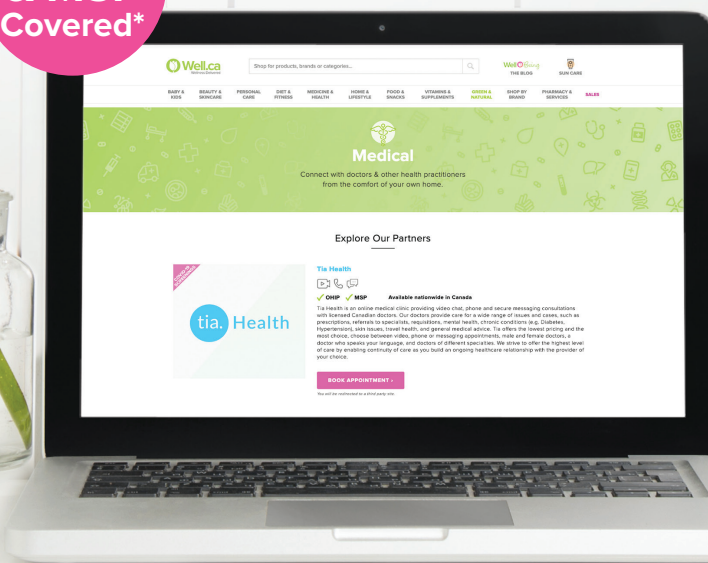 & MSP
Covered*
Well.ca
Wellness Delivered
Shop for products, brands or categories...
Well Being
THE BLOG
SUN CARE
BABY & KIDS
BEAUTY & SKINCARE
PERSONAL CARE
DIET & FITNESS
MEDICINE & HEALTH
HOME & LIFESTYLE
FOOD & SNACKS
VITAMINS & SUPPLEMENTS
GREEN & NATURAL
SHOP BY BRAND
PHARMACY & SERVICES
SALES
Medical
Connect with doctors & other health practitioners
from the comfort of your own home.
Explore Our Partners
tia. Health
Tia Health
OHIP MSP Available nationwide in Canada
Tia Health is an online medical clinic providing video chat, phone and secure messaging consultations
with licensed Canadian doctors. Our doctors provide care for a wide range of issues and cases, such as
prescriptions, referrals to specialists, requisitions, mental health, chronic conditions (e.g. Diabetes,
Hypertension), skin issues, travel health, and general medical advice. Tia offers the lowest pricing and the
most choice, choose between video, phone or messaging appointments, male and female doctors, a
doctor who speaks your language, and doctors of different specialties. We strive to offer the highest level
of care by enabling continuity of care as you build an ongoing healthcare relationship with the provider of
your choice.
BOOK APPOINTMENT ›
You will be redirected to a third party site.